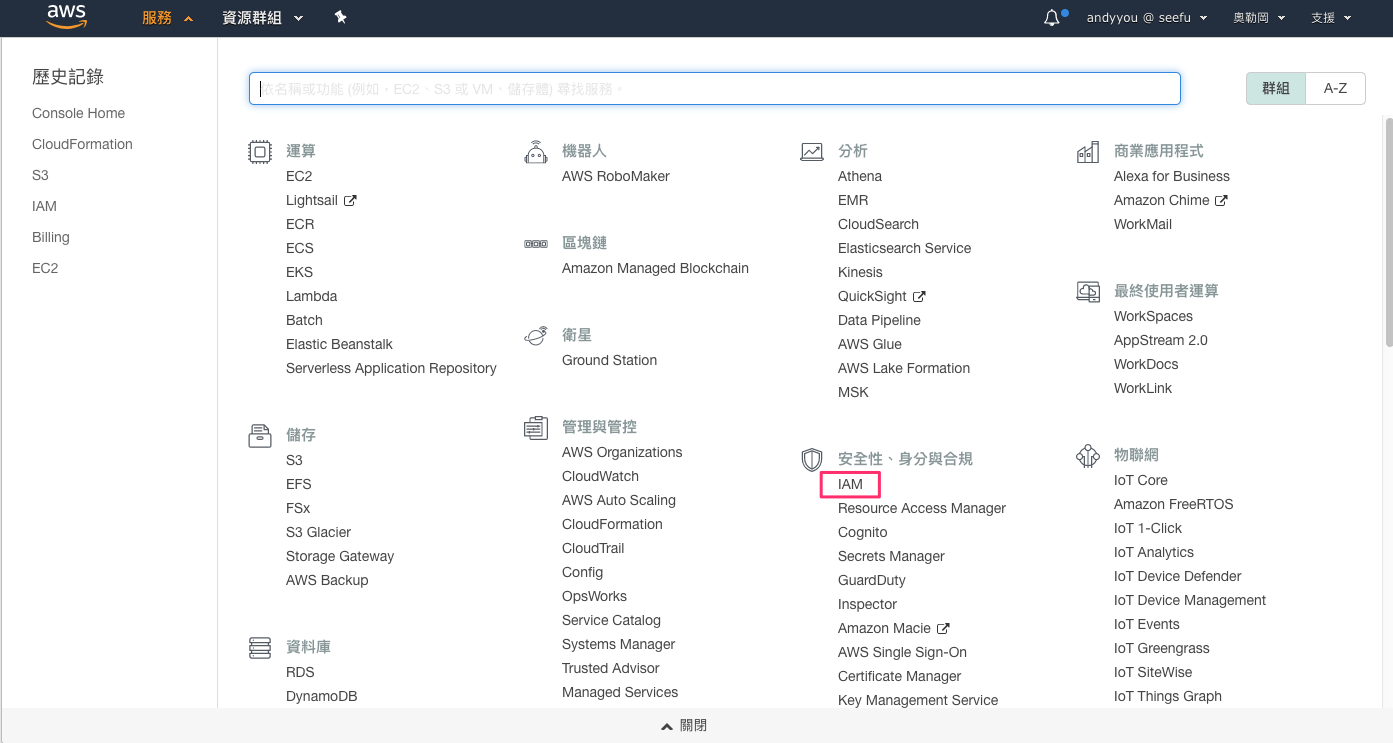 aws
服務
資源群組
andyyou @ seefu
奧勒岡
支援
歷史記錄
Console Home
CloudFormation
S3
IAM
Billing
EC2
依名稱或功能 (例如，EC2、S3 或 VM、儲存體) 尋找服務。
群組
A-Z
運算
EC2
Lightsail
ECR
ECS
EKS
Lambda
Batch
Elastic Beanstalk
Serverless Application Repository
儲存
S3
EFS
FSx
S3 Glacier
Storage Gateway
AWS Backup
資料庫
RDS
DynamoDB
機器人
AWS RoboMaker
區塊鏈
Amazon Managed Blockchain
衛星
Ground Station
管理與管控
AWS Organizations
CloudWatch
AWS Auto Scaling
CloudFormation
CloudTrail
Config
OpsWorks
Service Catalog
Systems Manager
Trusted Advisor
Managed Services
分析
Athena
EMR
CloudSearch
Elasticsearch Service
Kinesis
QuickSight
Data Pipeline
AWS Glue
AWS Lake Formation
MSK
安全性、身分與合規
IAM
Resource Access Manager
Cognito
Secrets Manager
GuardDuty
Inspector
Amazon Macie
AWS Single Sign-On
Certificate Manager
Key Management Service
商業應用程式
Alexa for Business
Amazon Chime
WorkMail
最終使用者運算
WorkSpaces
AppStream 2.0
WorkDocs
WorkLink
物聯網
IoT Core
Amazon FreeRTOS
IoT 1-Click
IoT Analytics
IoT Device Defender
IoT Device Management
IoT Events
IoT Greengrass
IoT SiteWise
IoT Things Graph
關閉